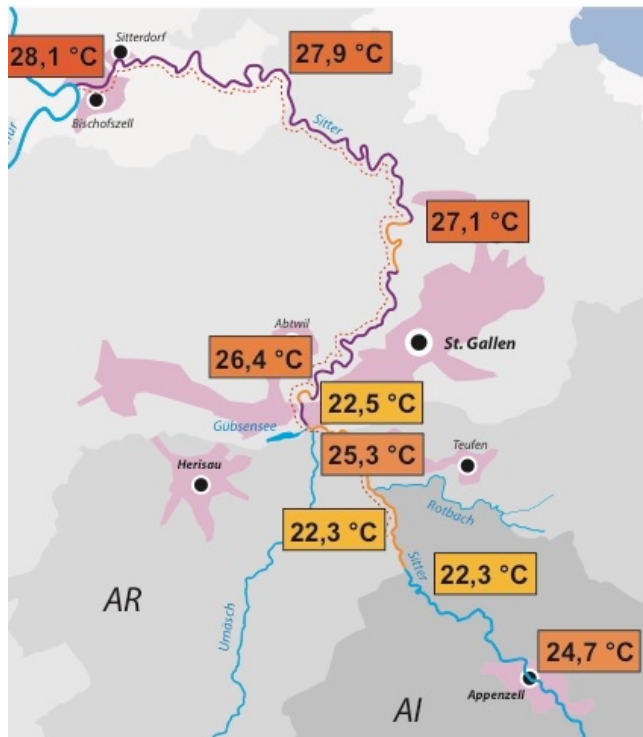 Sitterdorf
28,1 °C
27,9 °C
Bischofszell
Sitter
27,1 °C
Abtwil
St. Gallen
26,4 °C
22,5 °C
Gübsensee
25,3 °C
Teufen
Herisau
Rotbach
22,3 °C
Sitter
22,3 °C
AR
Urnäsch
24,7 °C
Appenzell
AI